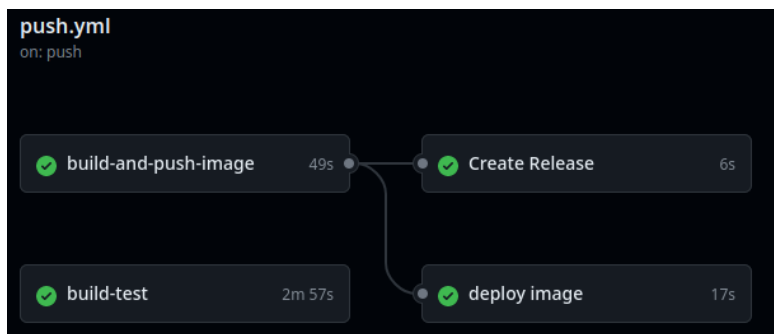 push.yml
on: push
build-and-push-image 49s
Create Release 6s
build-test 2m 57s
deploy image 17s